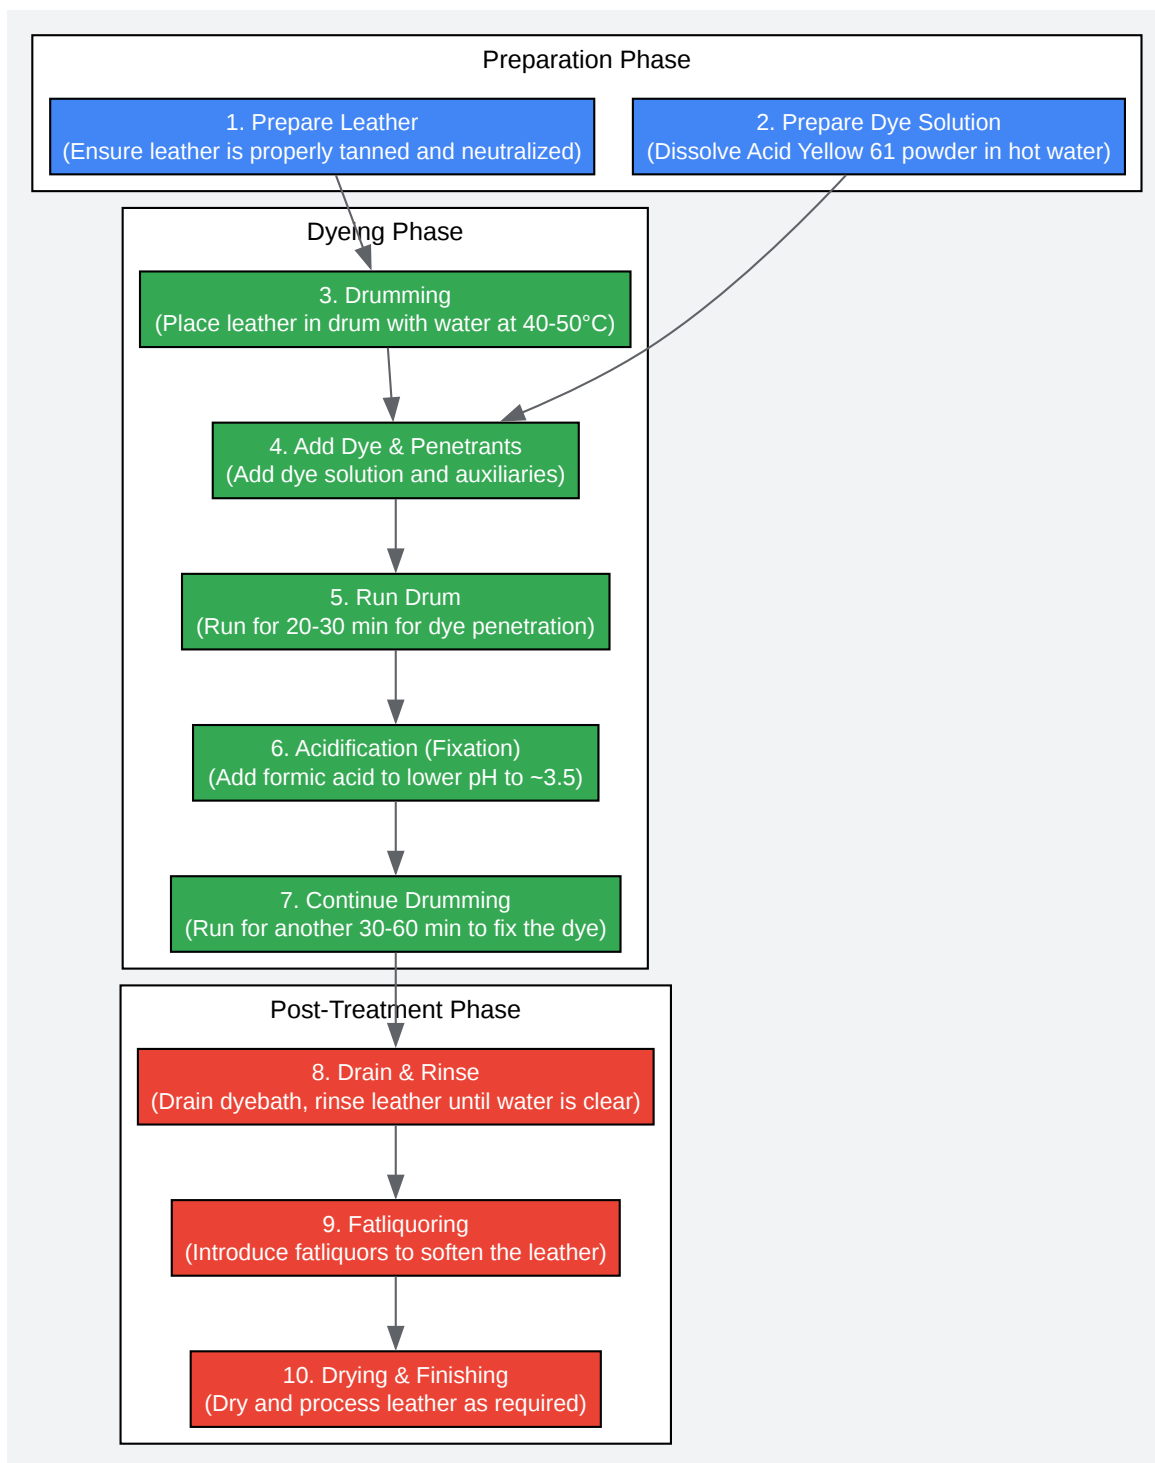 Preparation Phase
1. Prepare Leather
(Ensure leather is properly tanned and neutralized)
2. Prepare Dye Solution
(Dissolve Acid Yellow 61 powder in hot water)
Dyeing Phase
3. Drumming
(Place leather in drum with water at 40-50°C)
4. Add Dye & Penetrants
(Add dye solution and auxiliaries)
5. Run Drum
(Run for 20-30 min for dye penetration)
6. Acidification (Fixation)
(Add formic acid to lower pH to ~3.5)
7. Continue Drumming
(Run for another 30-60 min to fix the dye)
Post-Treatment Phase
8. Drain & Rinse
(Drain dyebath, rinse leather until water is clear)
9. Fatliquoring
(Introduce fatliquors to soften the leather)
10. Drying & Finishing
(Dry and process leather as required)